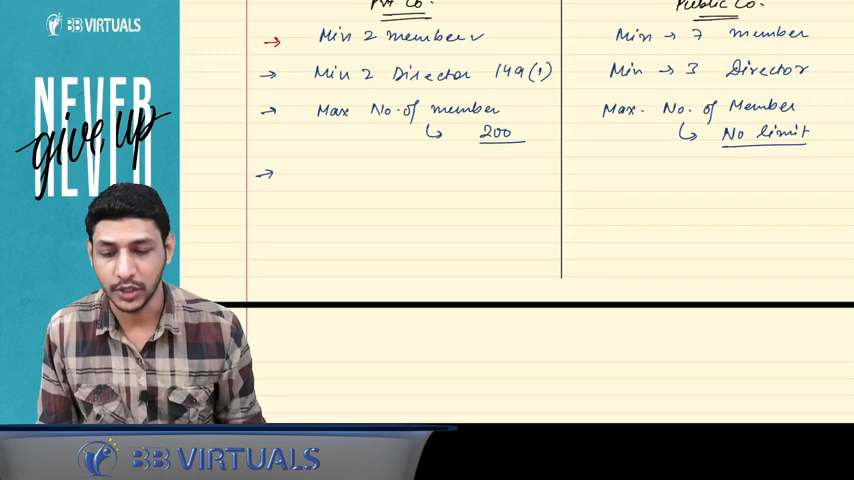 BB VIRTUALS
NEVER
give up
NEVER
Pvt Co.
Public Co.
→ Min 2 member
Min → 7 member
→ Min 2 Director 149(1)
Min → 3 Director
→ Max No. of member
↳ 200
Max. No. of Member
↳ No limit
→
BB VIRTUALS